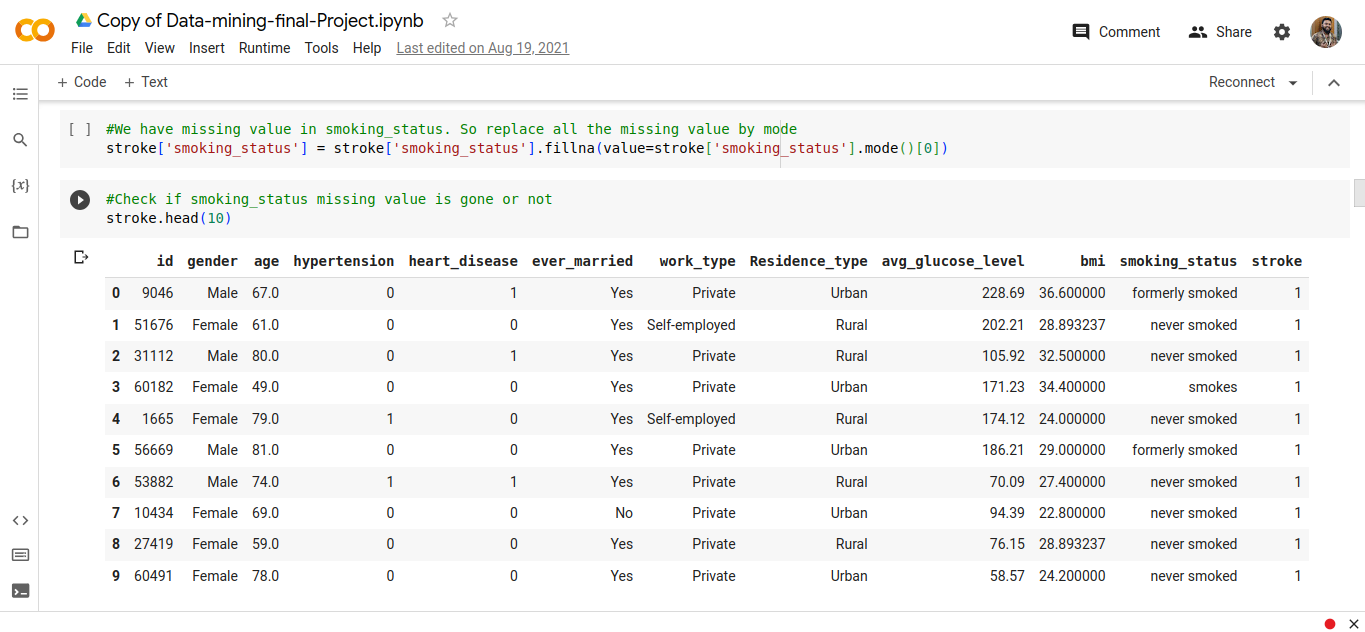 Copy of Data-mining-final-Project.ipynb
Comment Share
File Edit View Insert Runtime Tools Help Last edited on Aug 19, 2021
+ Code + Text Reconnect
[ ] #We have missing value in smoking_status. So replace all the missing value by mode
stroke['smoking_status'] = stroke['smoking_status'].fillna(value=stroke['smoking_status'].mode()[0])
{x}
#Check if smoking_status missing value is gone or not
stroke.head(10)
id gender age hypertension heart_disease ever_married work_type Residence_type avg_glucose_level bmi smoking_status stroke
0 9046 Male 67.0 0 1 Yes Private Urban 228.69 36.600000 formerly smoked 1
1 51676 Female 61.0 0 0 Yes Self-employed Rural 202.21 28.893237 never smoked 1
2 31112 Male 80.0 0 1 Yes Private Rural 105.92 32.500000 never smoked 1
3 60182 Female 49.0 0 0 Yes Private Urban 171.23 34.400000 smokes 1
4 1665 Female 79.0 1 0 Yes Self-employed Rural 174.12 24.000000 never smoked 1
5 56669 Male 81.0 0 0 Yes Private Urban 186.21 29.000000 formerly smoked 1
6 53882 Male 74.0 1 1 Yes Private Rural 70.09 27.400000 never smoked 1
7 10434 Female 69.0 0 0 No Private Urban 94.39 22.800000 never smoked 1
8 27419 Female 59.0 0 0 Yes Private Rural 76.15 28.893237 never smoked 1
9 60491 Female 78.0 0 0 Yes Private Urban 58.57 24.200000 never smoked 1